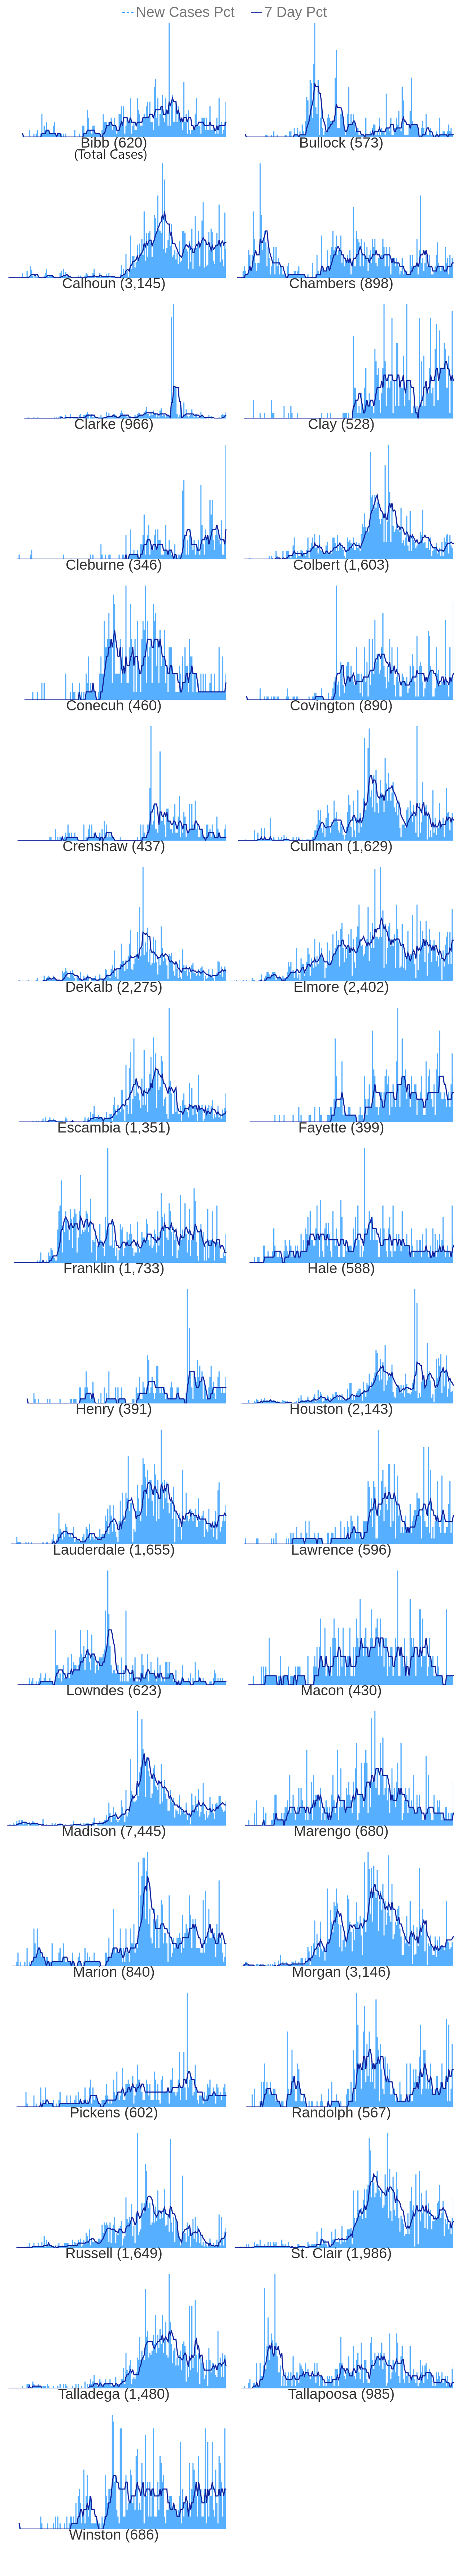 New Cases Pct 7 Day Pct
Bibb (620) Bullock (573)
(Total Cases)
Calhoun (3,145) Chambers (898)
Clarke (966) Clay (528)
Cleburne (346) Colbert (1,603)
Conecuh (460) Covington (890)
Crenshaw (437) Cullman (1,629)
DeKalb (2,275) Elmore (2,402)
Escambia (1,351) Fayette (399)
Franklin (1,733) Hale (588)
Henry (391) Houston (2,143)
Lauderdale (1,655) Lawrence (596)
Lowndes (623) Macon (430)
Madison (7,445) Marengo (680)
Marion (840) Morgan (3,146)
Pickens (602) Randolph (567)
Russell (1,649) St. Clair (1,986)
Talladega (1,480) Tallapoosa (985)
Winston (686)